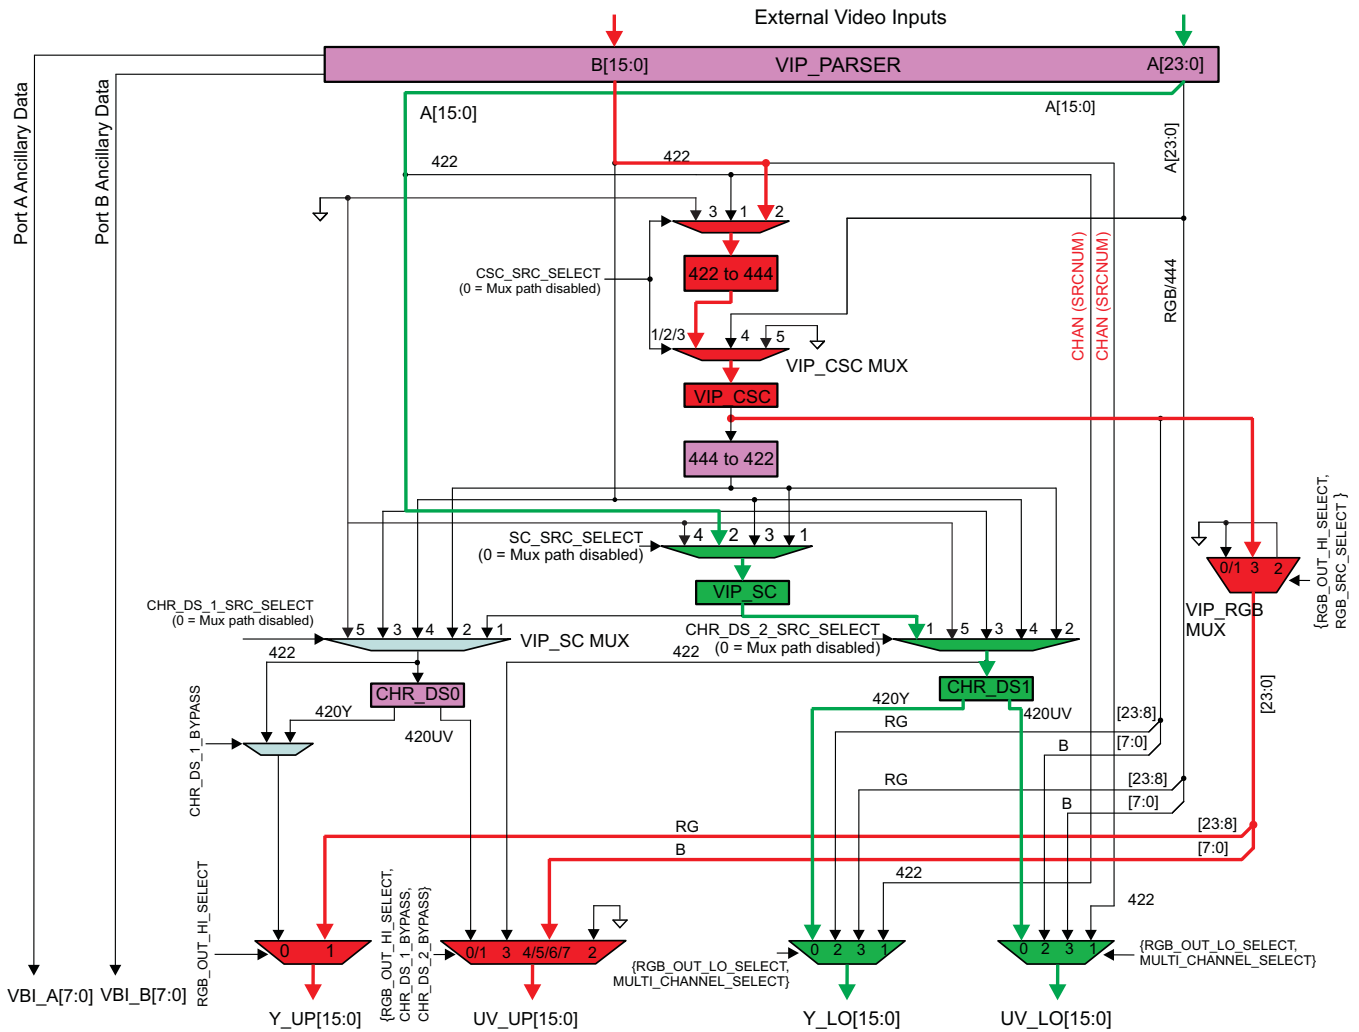 External Video Inputs
B[15:0]
VIP_PARSER
A[23:0]
Port A Ancillary Data
Port B Ancillary Data
A[15:0]
A[15:0]
A[23:0]
422
422
3 1 2
CSC_SRC_SELECT
(0 = Mux path disabled)
422 to 444
CHAN (SRCNUM)
CHAN (SRCNUM)
RGB/444
1/2/3 4 5
VIP_CSC MUX
VIP_CSC
444 to 422
{RGB_OUT_HI_SELECT,
RGB_SRC_SELECT }
SC_SRC_SELECT
(0 = Mux path disabled)
4 2 3 1
0/1 3 2
VIP_SC
VIP_RGB
MUX
CHR_DS_1_SRC_SELECT
(0 = Mux path disabled)
5 3 4 2 1
VIP_SC MUX
CHR_DS_2_SRC_SELECT
(0 = Mux path disabled)
1 5 3 4 2
422
422
CHR_DS0
CHR_DS1
[23:0]
CHR_DS_1_BYPASS
420Y
420UV
420Y
420UV
RG
[23:8]
B
[7:0]
RG
[23:8]
B
[7:0]
RG
[23:8]
B
[7:0]
422
422
RGB_OUT_HI_SELECT
{RGB_OUT_HI_SELECT,
CHR_DS_1_BYPASS,
CHR_DS_2_BYPASS}
0 1
0/1 3 4/5/6/7 2
0 2 3 1
0 2 3 1
{RGB_OUT_LO_SELECT,
MULTI_CHANNEL_SELECT}
{RGB_OUT_LO_SELECT,
MULTI_CHANNEL_SELECT}
VBI_A[7:0]
VBI_B[7:0]
Y_UP[15:0]
UV_UP[15:0]
Y_LO[15:0]
UV_LO[15:0]